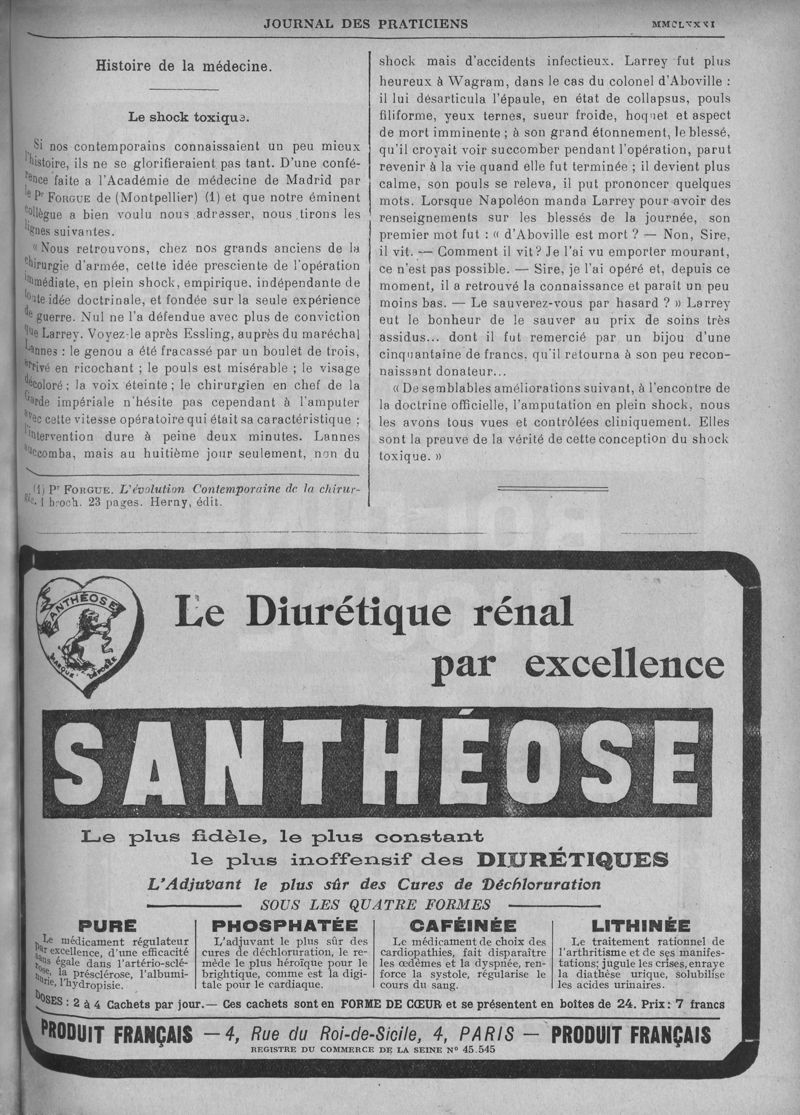 JOURNAL DES PRATICIENS
Histoire de la médecine.
Le shock toxique.
Si nos contemporains connaissaient un peu mieux
l'histoire, ils ne se glorifieraient pas tant. D'une confé-
rence faite a l'Académie de médecine de Madrid par
le Pr FORGUE de (Montpellier) (1) et que notre éminent
collègue a bien voulu nous adresser, nous tirons les
lignes suivantes.
« Nous retrouvons, chez nos grands anciens de la
chirurgie d'armée, cette idée presciente de l'opération
immédiate, en plein shock, empirique, indépendante de
toute idée doctrinale, et fondée sur la seule expérience
de guerre. Nul ne l'a défendue avec plus de conviction
que Larrey. Voyez-le après Essling, auprès du maréchal
Lannes : le genou a été fracassé par un boulet de trois,
arrivé en ricochant ; le pouls est misérable ; le visage
décoloré ; la voix éteinte ; le chirurgien en chef de la
Garde impériale n'hésite pas cependant à l'amputer
avec cette vitesse opératoire qui était sa caractéristique ;
l'intervention dure à peine deux minutes. Lannes
succomba, mais au huitième jour seulement, non du
(1) Pr FORGUE. L'évolution Contemporaine de la chirur-
gie. 1 broch. 23 pages. Herny, édit.
shock mais d'accidents infectieux. Larrey fut plus
heureux à Wagram, dans le cas du colonel d'Aboville :
il lui désarticula l'épaule, en état de collapsus, pouls
filiforme, yeux ternes, sueur froide, hoquet et aspect
de mort imminente ; à son grand étonnement, le blessé,
qu'il croyait voir succomber pendant l'opération, parut
revenir à la vie quand elle fut terminée ; il devient plus
calme, son pouls se releva, il put prononcer quelques
mots. Lorsque Napoléon manda Larrey pour avoir des
renseignements sur les blessés de la journée, son
premier mot fut : « d'Aboville est mort ? — Non, Sire,
il vit. — Comment il vit ? Je l'ai vu emporter mourant,
ce n'est pas possible. — Sire, je l'ai opéré et, depuis ce
moment, il a retrouvé la connaissance et paraît un peu
moins bas. — Le sauverez-vous par hasard ? » Larrey
eut le bonheur de le sauver au prix de soins très
assidus... dont il fut remercié par un bijou d'une
cinquantaine de francs, qu'il retourna à son peu recon-
naissant donateur...
« De semblables améliorations suivant, à l'encontre de
la doctrine officielle, l'amputation en plein shock, nous
les avons tous vues et contrôlées cliniquement. Elles
sont la preuve de la vérité de cette conception du shock
toxique. »
SANTHÉOSE
MARQUE DÉPOSÉE
Le Diurétique rénal
par excellence
SANTHÉOSE
Le plus fidèle, le plus constant
le plus inoffensif des DIURÉTIQUES
L'Adjuvant le plus sûr des Cures de Déchloruration
SOUS LES QUATRE FORMES
PURE
Le médicament régulateur
par excellence, d'une efficacité
sans égale dans l'artério-sclé-
rose, la présclérose, l'albumi-
nurie, l'hydropisie.
PHOSPHATÉE
L'adjuvant le plus sûr des
cures de déchloruration, le re-
mède le plus héroïque pour le
brightique, comme est la digi-
tale pour le cardiaque.
CAFÉINÉE
Le médicament de choix des
cardiopathies, fait disparaître
les œdèmes et la dyspnée, ren-
force la systole, régularise le
cours du sang.
LITHINÉE
Le traitement rationnel de
l'arthritisme et de ses manifes-
tations; jugule les crises, enraye
la diathèse urique, solubilise
les acides urinaires.
DOSES : 2 à 4 Cachets par jour. — Ces cachets sont en FORME DE CŒUR et se présentent en boîtes de 24. Prix : 7 francs
PRODUIT FRANÇAIS — 4, Rue du Roi-de-Sicile, 4, PARIS — PRODUIT FRANÇAIS
REGISTRE DU COMMERCE DE LA SEINE N° 45.545